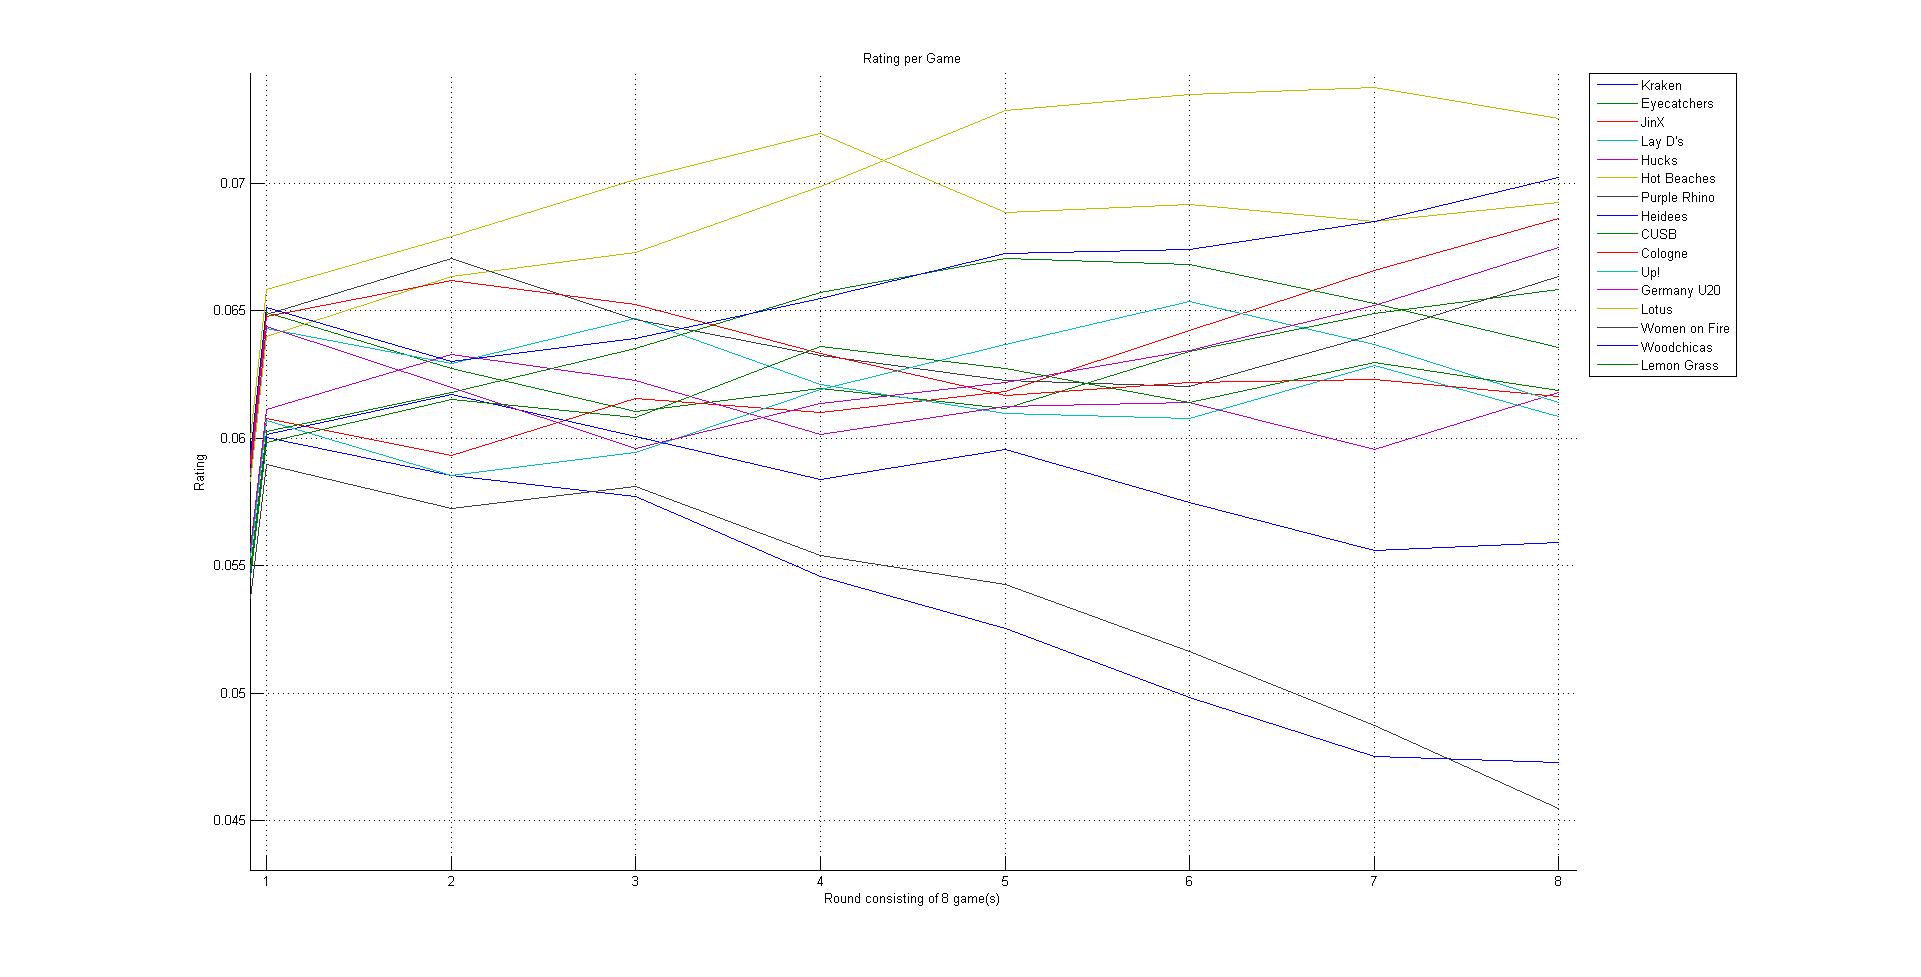 Rating per Game
Kraken
Eyecatchers
JinX
Lay D's
Hucks
Hot Beaches
Purple Rhino
Heidees
CUSB
Cologne
Up!
Germany U20
Lotus
Women on Fire
Woodchicas
Lemon Grass
0.07
0.065
0.06
0.055
0.05
0.045
Rating
1 2 3 4 5 6 7 8
Round consisting of 8 game(s)